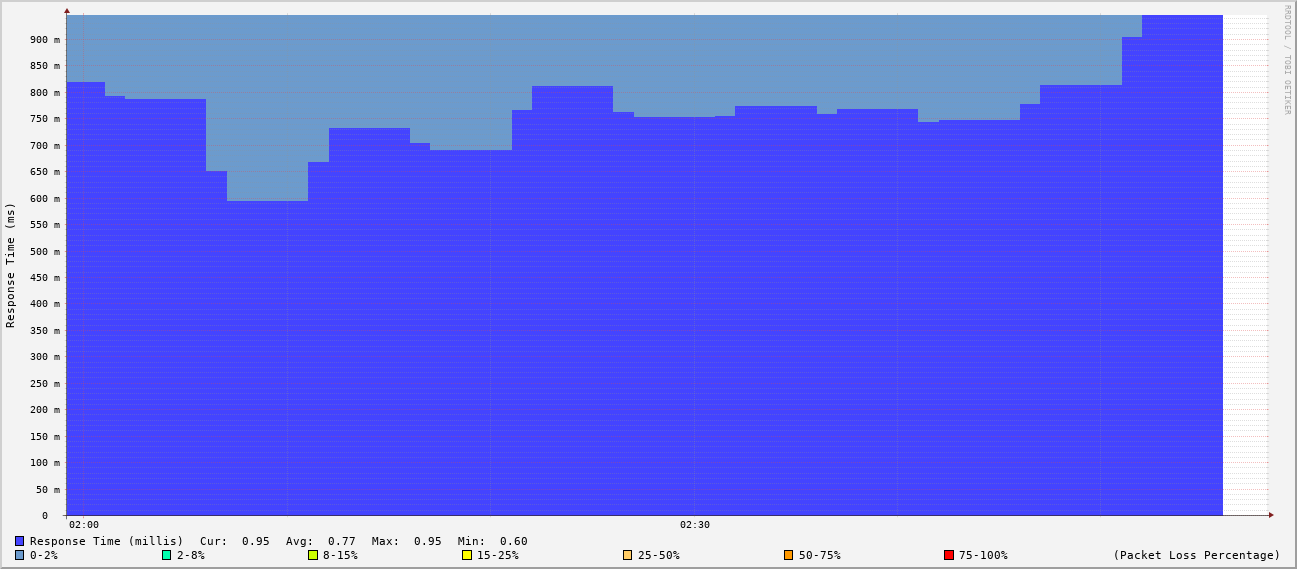 RRDTOOL / TOBI OETIKER
Response Time (ms)
900 m
850 m
800 m
750 m
700 m
650 m
600 m
550 m
500 m
450 m
400 m
350 m
300 m
250 m
200 m
150 m
100 m
50 m
0
02:00 02:30
Response Time (millis) Cur: 0.95 Avg: 0.77 Max: 0.95 Min: 0.60
0-2% 2-8% 8-15% 15-25% 25-50% 50-75% 75-100% (Packet Loss Percentage)